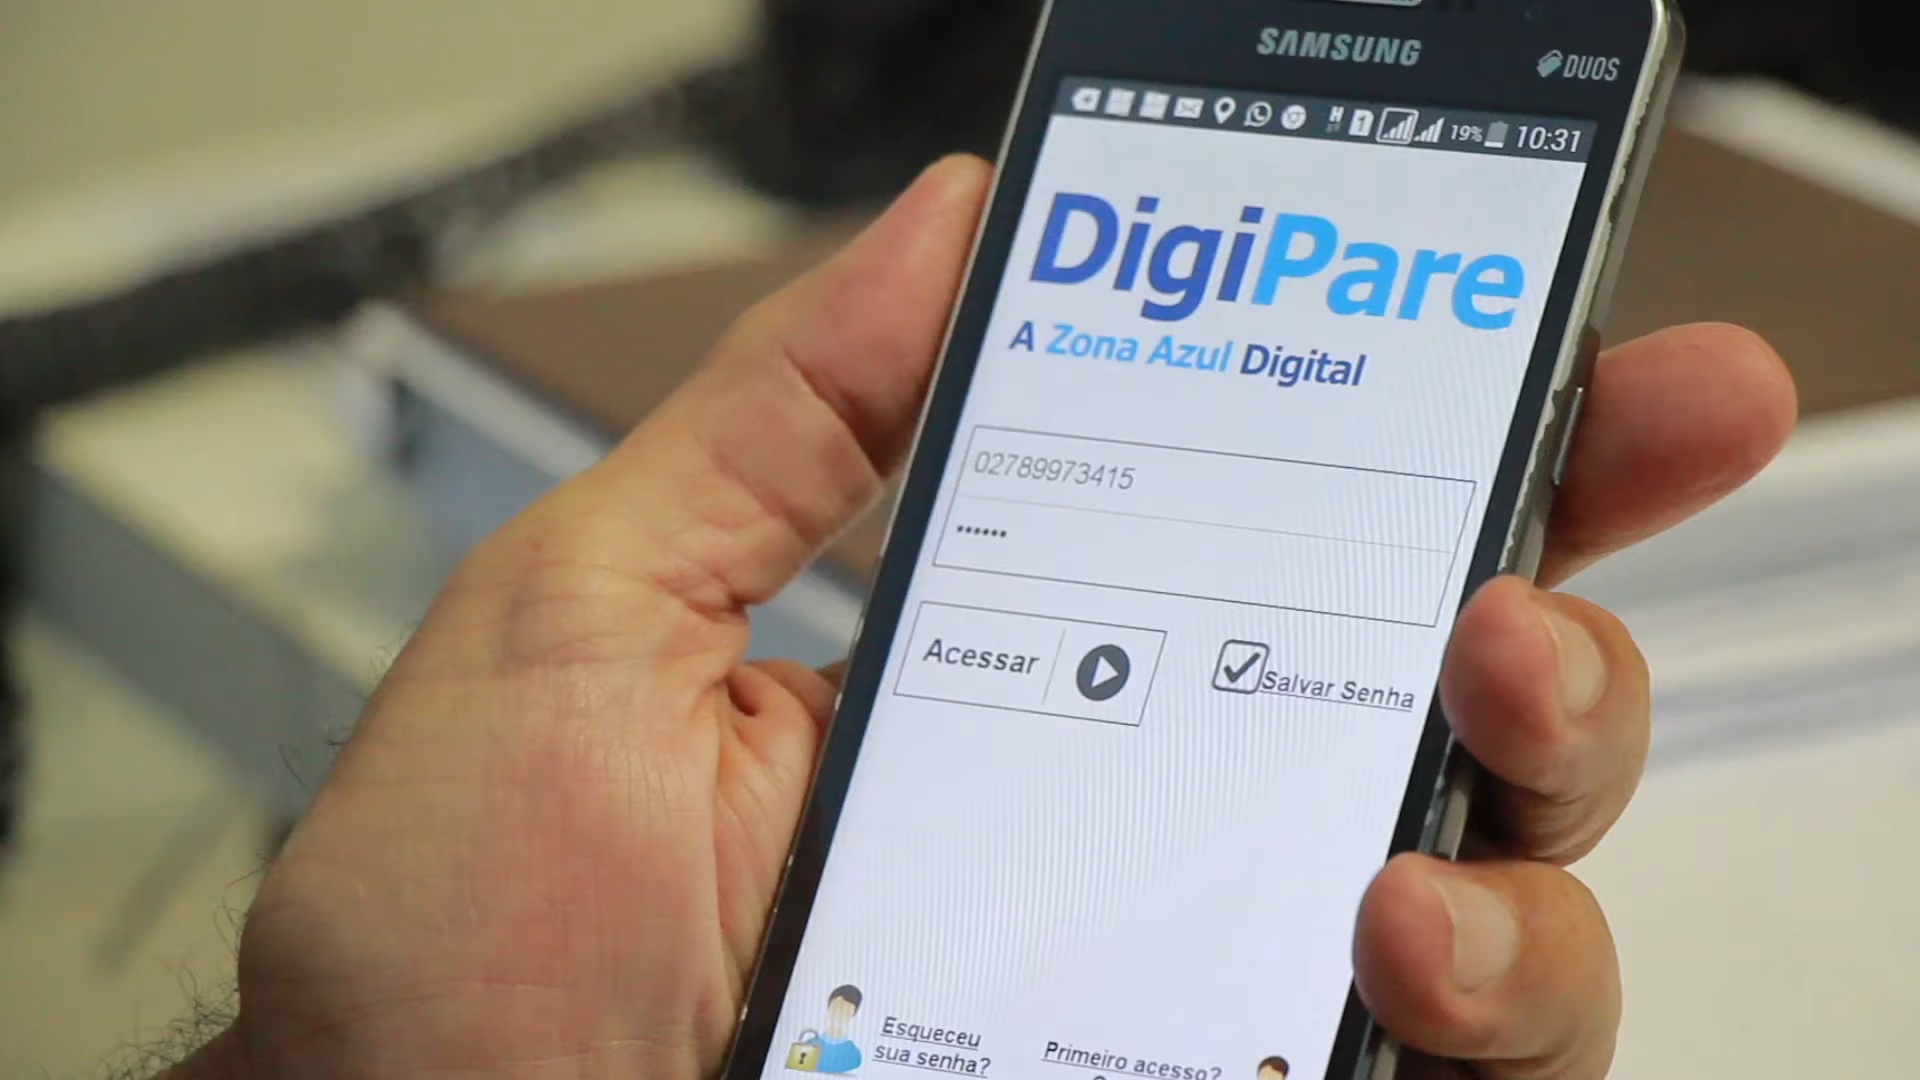 SAMSUNG
DUOS
19% 10:31
DigiPare
A Zona Azul Digital
02789973415
••••••
Acessar
Salvar Senha
Esqueceu
sua senha?
Primeiro acesso?